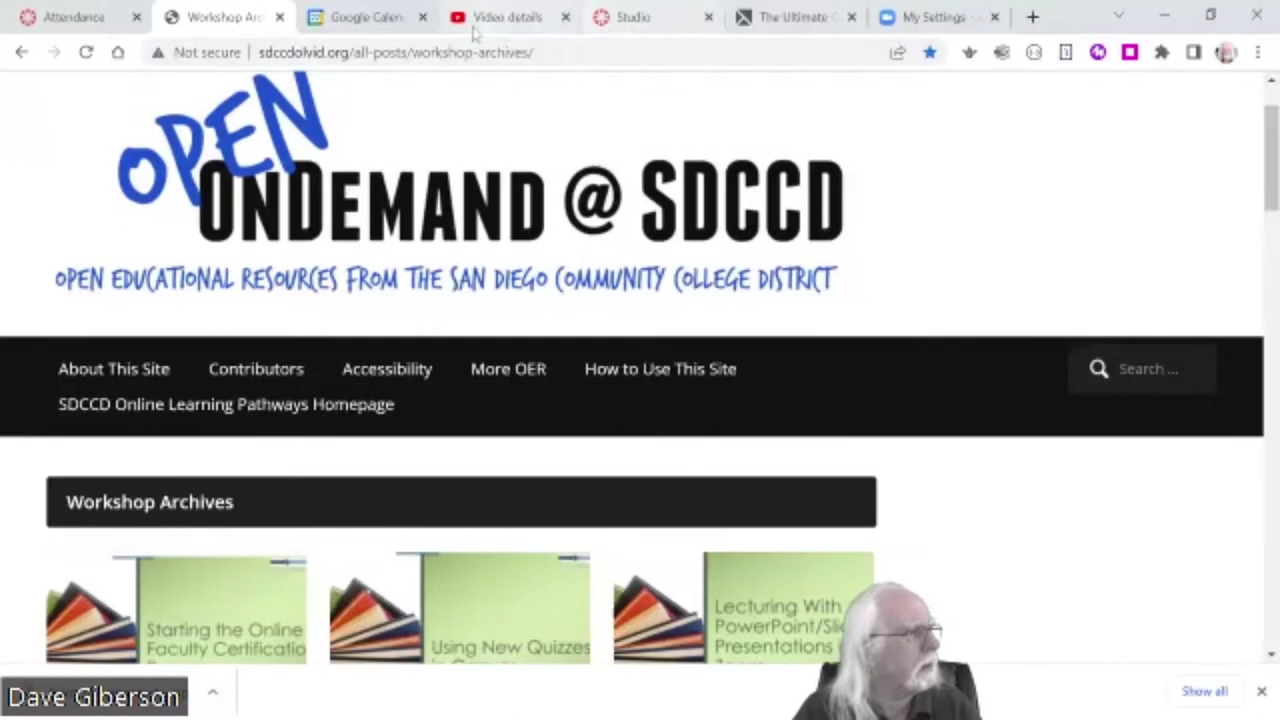 Attendance
Workshop Arc
Google Calen
Video details
Studio
The Ultimate
My Settings
Not secure
sdccdolvid.org/all-posts/workshop-archives/
OPEN
ONDEMAND @ SDCCD
OPEN EDUCATIONAL RESOURCES FROM THE SAN DIEGO COMMUNITY COLLEGE DISTRICT
About This Site
Contributors
Accessibility
More OER
How to Use This Site
Search ...
SDCCD Online Learning Pathways Homepage
Workshop Archives
Starting the Online
Faculty Certificatio
Using New Quizzes
Lecturing With
PowerPoint/Sli
Presentations
Dave Giberson
Show all